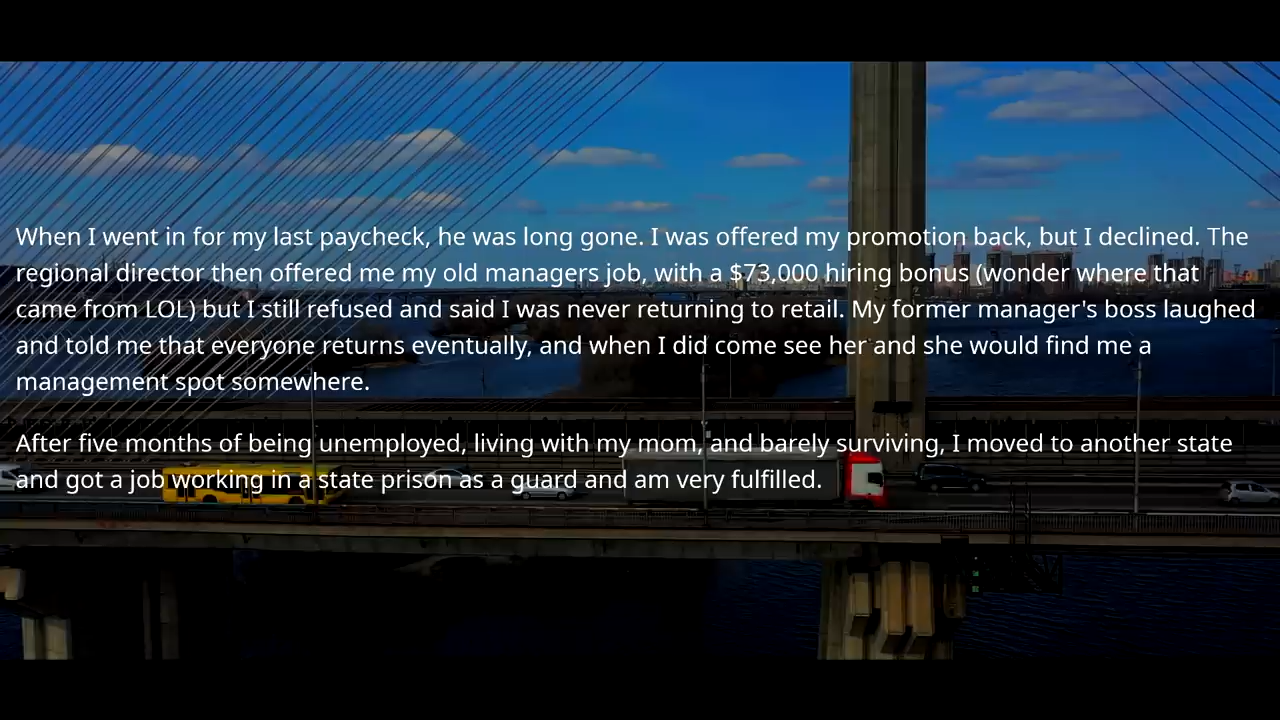 When I went in for my last paycheck, he was long gone. I was offered my promotion back, but I declined. The
regional director then offered me my old managers job, with a $73,000 hiring bonus (wonder where that
came from LOL) but I still refused and said I was never returning to retail. My former manager's boss laughed
and told me that everyone returns eventually, and when I did come see her and she would find me a
management spot somewhere.
After five months of being unemployed, living with my mom, and barely surviving, I moved to another state
and got a job working in a state prison as a guard and am very fulfilled.